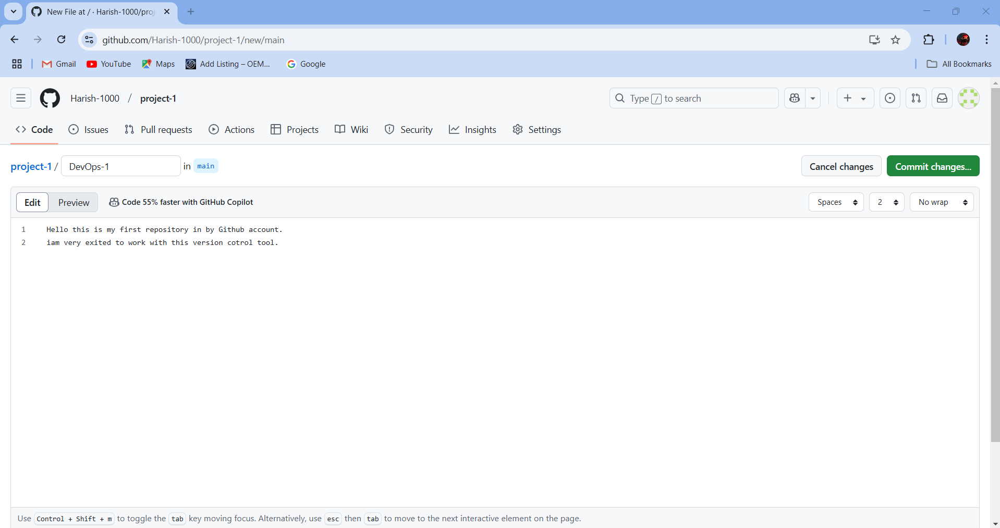 New File at / · Harish-1000/proj
github.com/Harish-1000/project-1/new/main
Gmail YouTube Maps Add Listing – OEM... Google All Bookmarks
Harish-1000 / project-1 Type / to search
Code Issues Pull requests Actions Projects Wiki Security Insights Settings
project-1 / DevOps-1 in main Cancel changes Commit changes...
Edit Preview Code 55% faster with GitHub Copilot Spaces 2 No wrap
1 Hello this is my first repository in by Github account.
2 iam very exited to work with this version cotrol tool.
Use Control + Shift + m to toggle the tab key moving focus. Alternatively, use esc then tab to move to the next interactive element on the page.